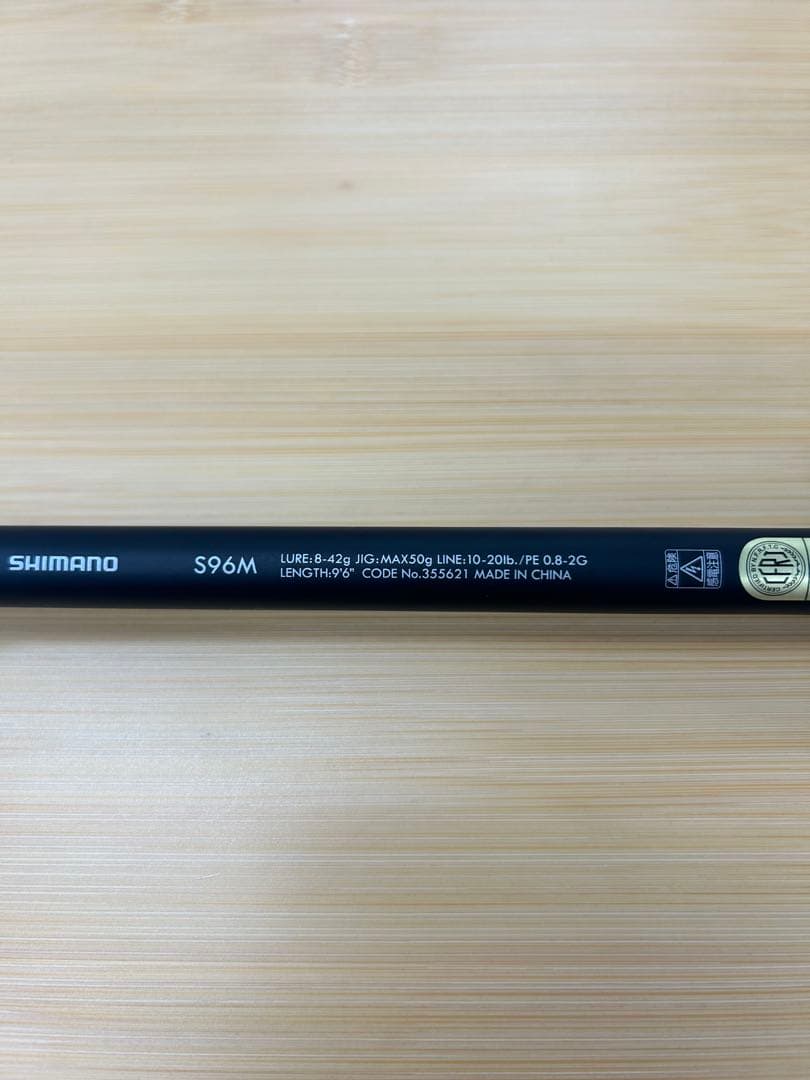 SHIMANO
S96M
LURE:8-42g JIG:MAX50g LINE:10-20lb./PE 0.8-2G
LENGTH:9'6" CODE No.355621 MADE IN CHINA
⚠危険
感電注意
CFRJ